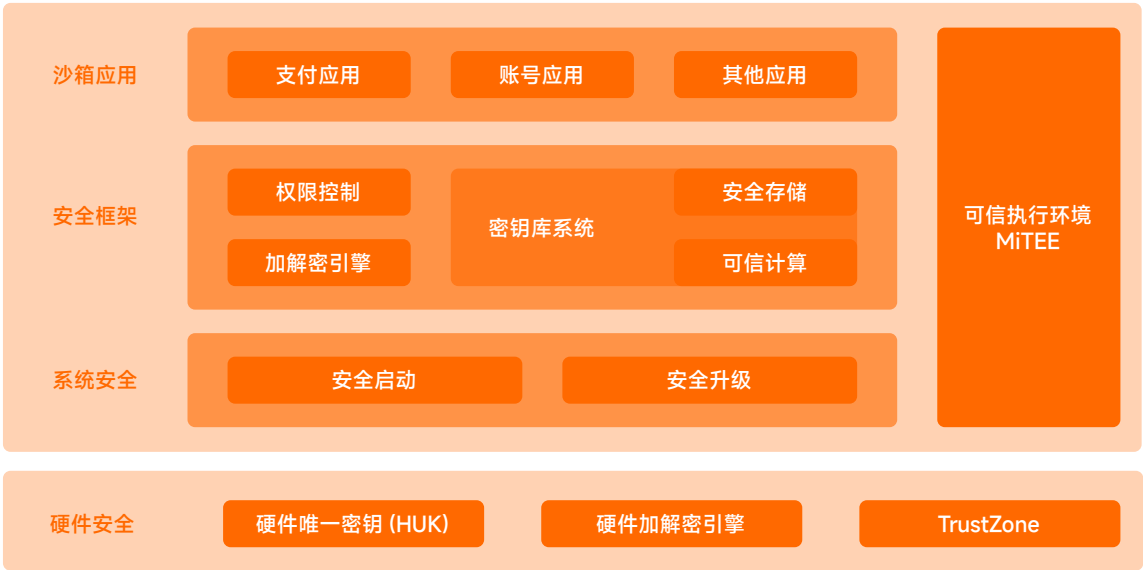 沙箱应用
支付应用
账号应用
其他应用
安全框架
权限控制
加解密引擎
密钥库系统
安全存储
可信计算
系统安全
安全启动
安全升级
可信执行环境
MiTEE
硬件安全
硬件唯一密钥 (HUK)
硬件加解密引擎
TrustZone